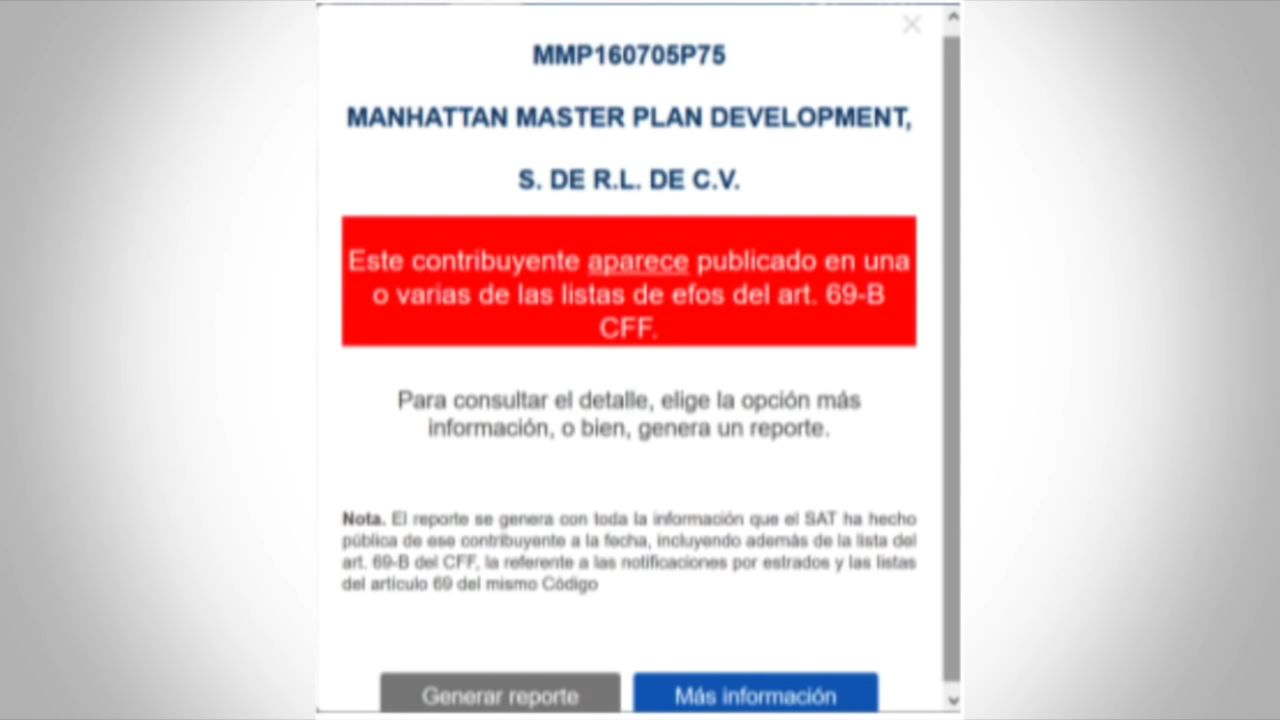 MMP160705P75
MANHATTAN MASTER PLAN DEVELOPMENT,
S. DE R.L. DE C.V.
Este contribuyente aparece publicado en una
o varias de las listas de efos del art. 69-B
CFF.
Para consultar el detalle, elige la opción más
información, o bien, genera un reporte.
Nota. El reporte se genera con toda la información que el SAT ha hecho
pública de ese contribuyente a la fecha, incluyendo además de la lista del
art. 69-B del CFF, la referente a las notificaciones por estrados y las listas
del artículo 69 del mismo Código
Generar reporte
Más información